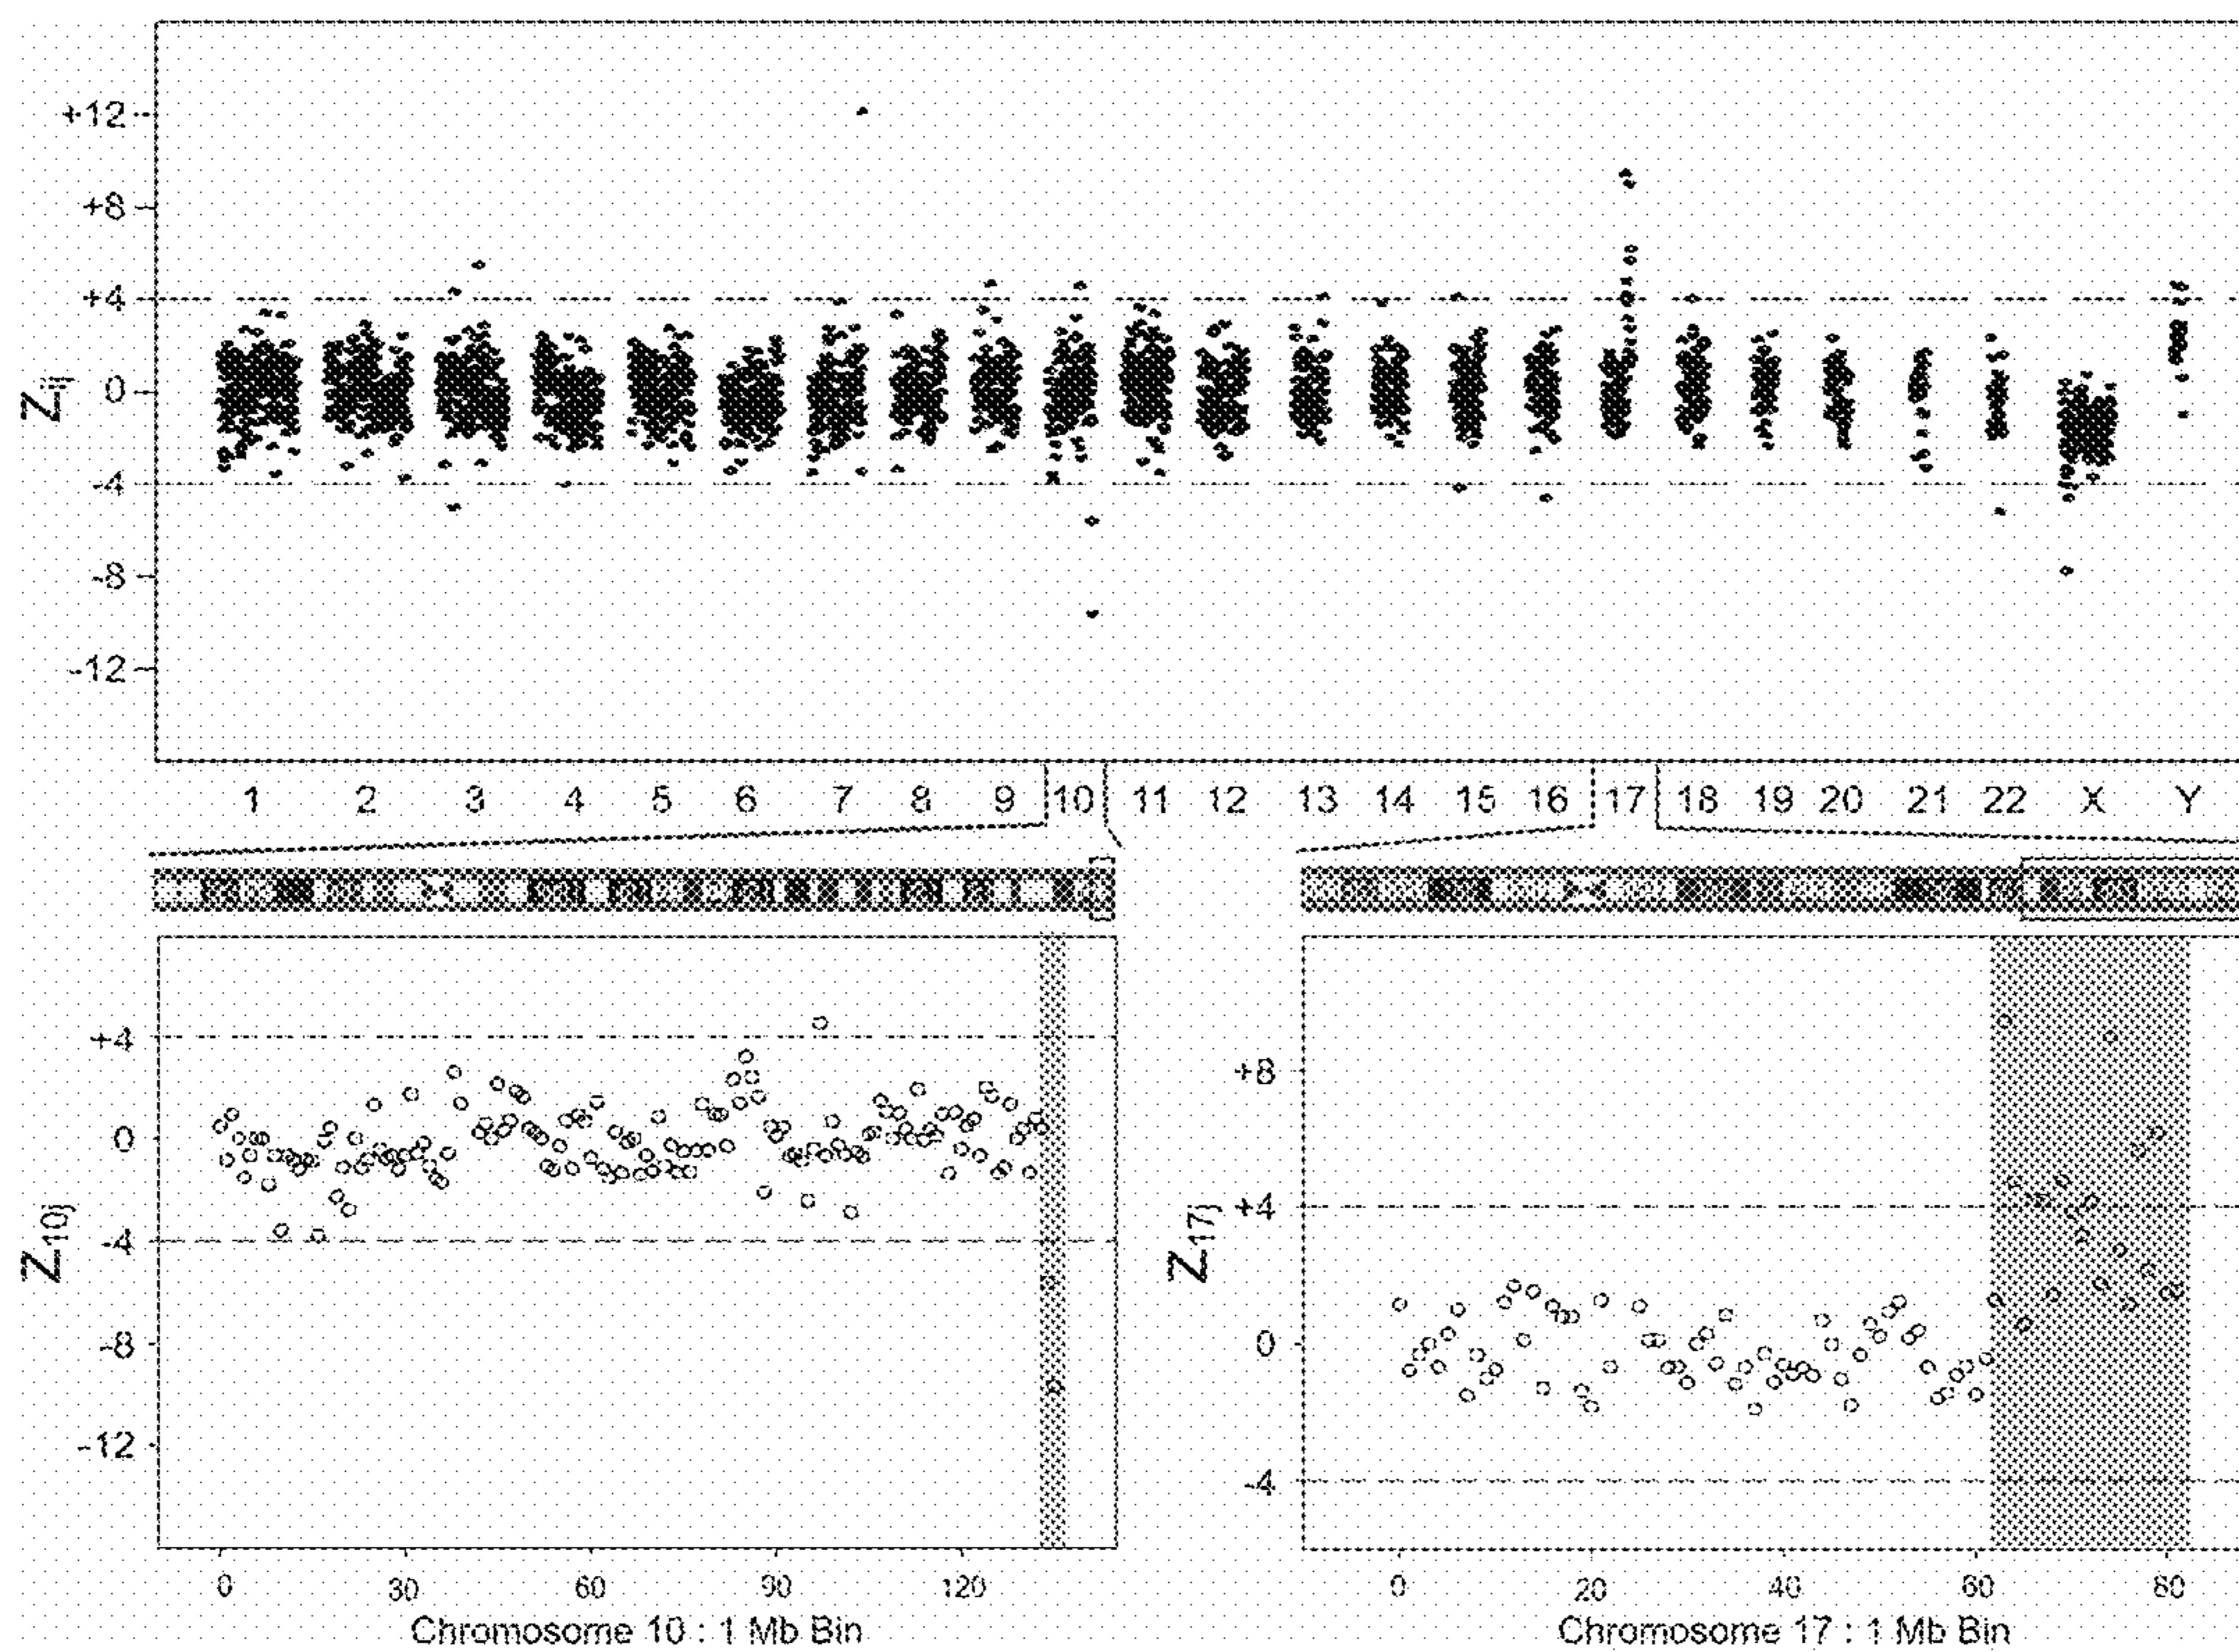 +12
+8
+4
0
-4
-8
-12
Zij
1 2 3 4 5 6 7 8 9 10 11 12 13 14 15 16 17 18 19 20 21 22 X Y
+4
0
-4
-8
-12
Z10j
0 30 60 90 120
Chromosome 10 : 1 Mb Bin
+8
+4
0
-4
Z17j
0 20 40 60 80
Chromosome 17 : 1 Mb Bin